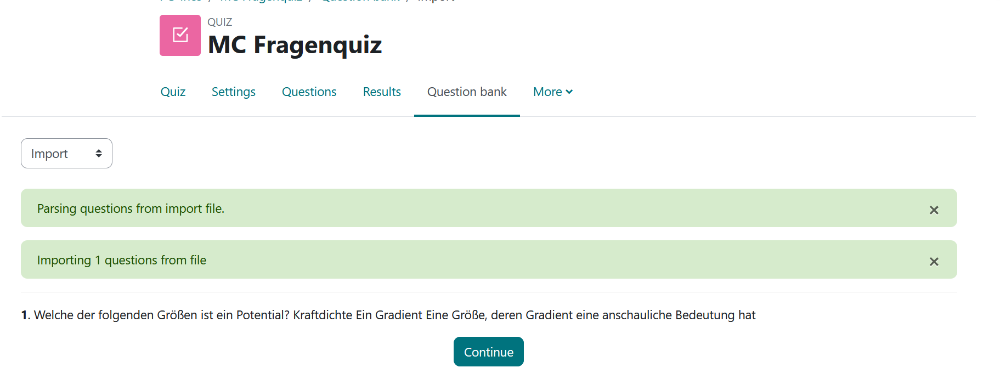 QUIZ
MC Fragenquiz
Quiz Settings Questions Results Question bank More
Import
Parsing questions from import file.
Importing 1 questions from file
1. Welche der folgenden Größen ist ein Potential? Kraftdichte Ein Gradient Eine Größe, deren Gradient eine anschauliche Bedeutung hat
Continue